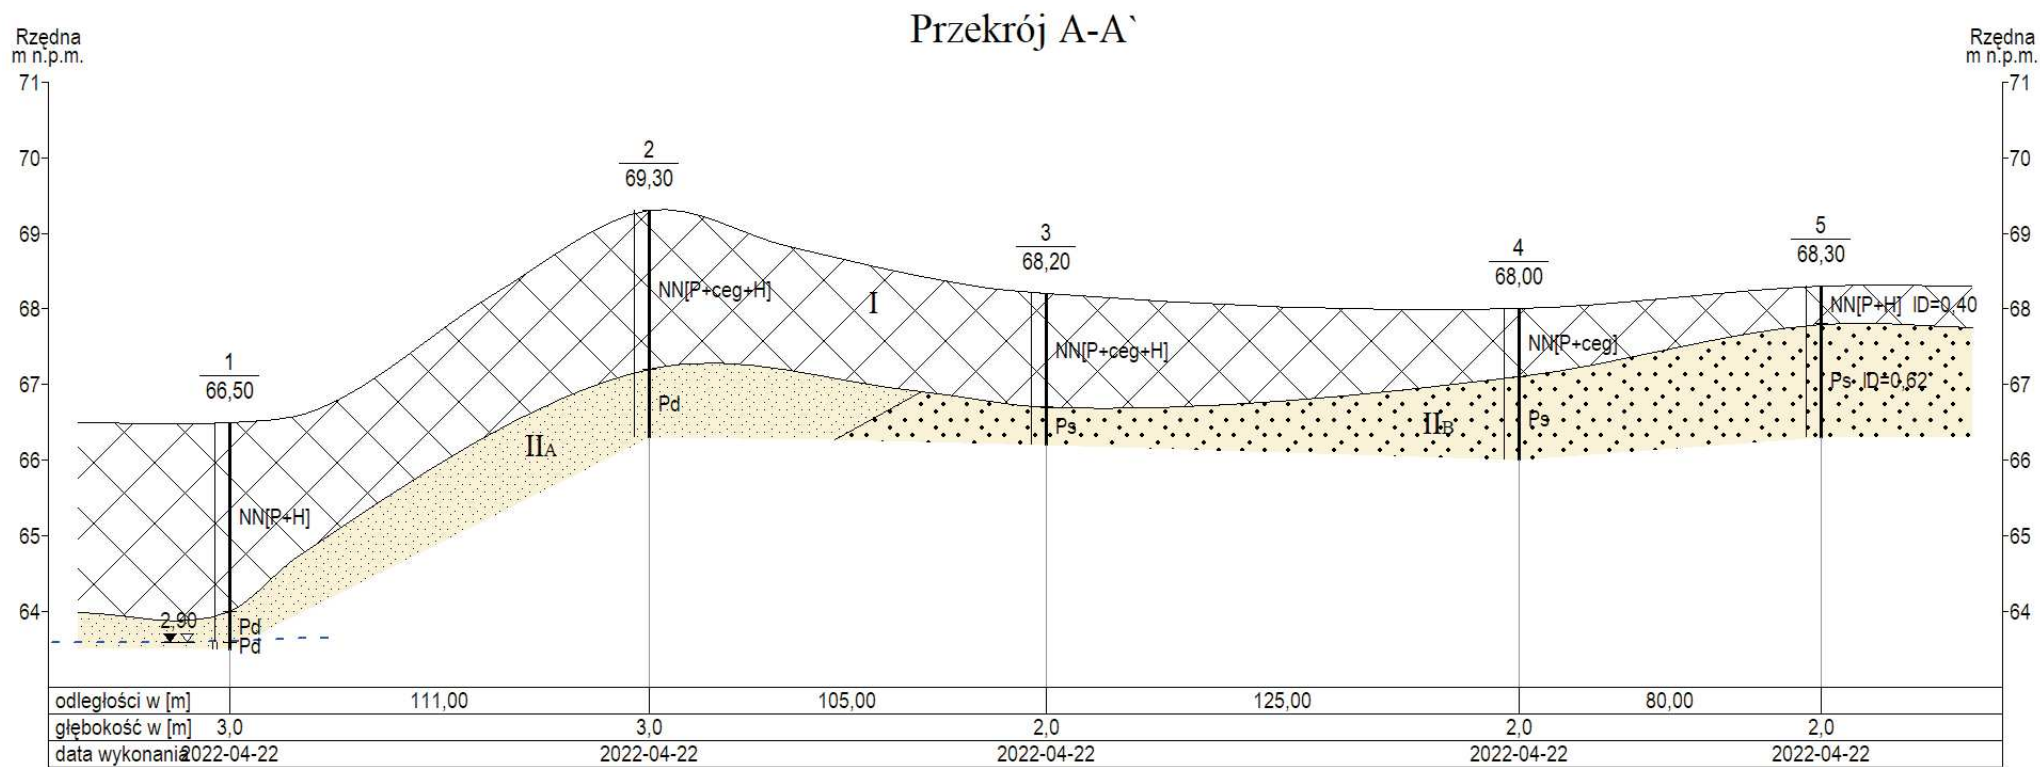 Przekrój A-A`
Rzędna
m n.p.m.
Rzędna
m n.p.m.
71
71
70
70
69
69
68
68
67
67
66
66
65
65
64
64
1
66,50
2
69,30
3
68,20
4
68,00
5
68,30
NN[P+H]
NN[P+ceg+H]
I
NN[P+ceg+H]
NN[P+ceg]
NN[P+H] ID=0,40
Pd
IIA
Ps
IIB
Ps
Ps ID=0,62
2,90
Pd
Pd
odległości w [m] 111,00 105,00 125,00 80,00
głębokość w [m] 3,0 3,0 2,0 2,0 2,0
data wykonania 2022-04-22 2022-04-22 2022-04-22 2022-04-22 2022-04-22